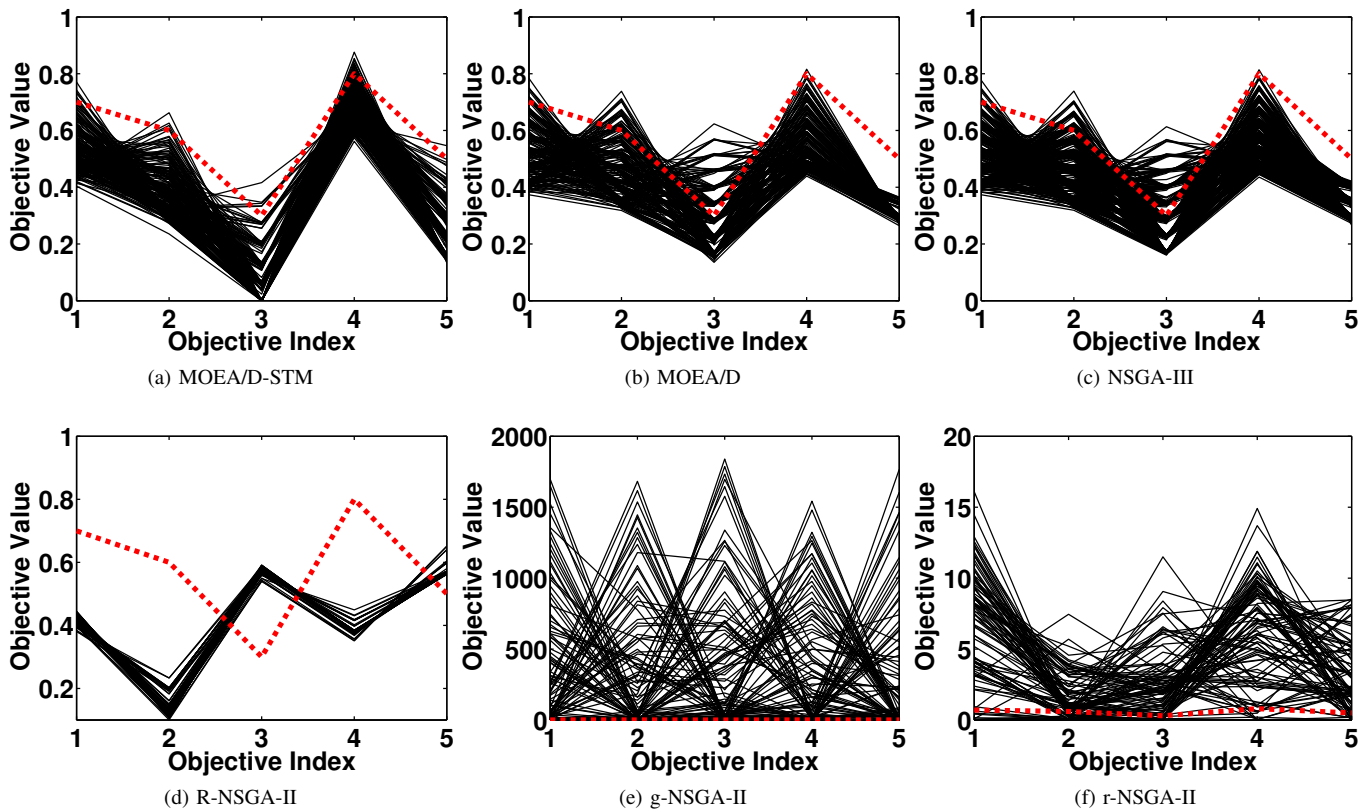 1
0.8
0.6
0.4
0.2
0
Objective Value
1 2 3 4 5
Objective Index
(a) MOEA/D-STM
1
0.8
0.6
0.4
0.2
0
Objective Value
1 2 3 4 5
Objective Index
(b) MOEA/D
1
0.8
0.6
0.4
0.2
0
Objective Value
1 2 3 4 5
Objective Index
(c) NSGA-III
1
0.8
0.6
0.4
0.2
Objective Value
1 2 3 4 5
Objective Index
(d) R-NSGA-II
2000
1500
1000
500
0
Objective Value
1 2 3 4 5
Objective Index
(e) g-NSGA-II
20
15
10
5
0
Objective Value
1 2 3 4 5
Objective Index
(f) r-NSGA-II